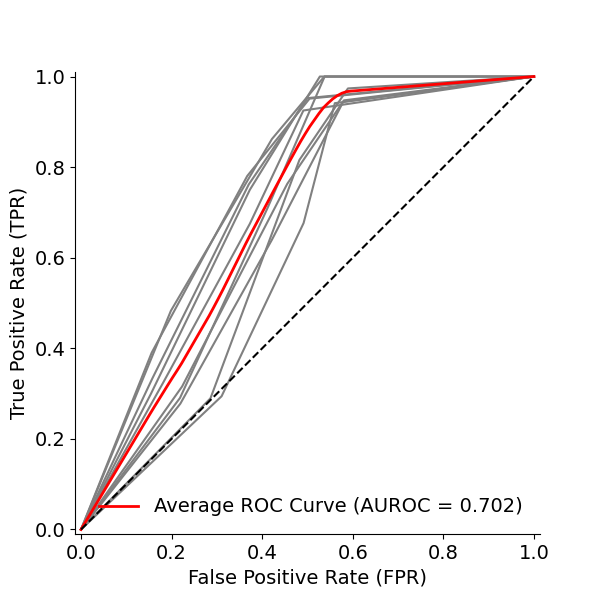 1.0
0.8
0.6
0.4
0.2
0.0
True Positive Rate (TPR)
Average ROC Curve (AUROC = 0.702)
0.0 0.2 0.4 0.6 0.8 1.0
False Positive Rate (FPR)